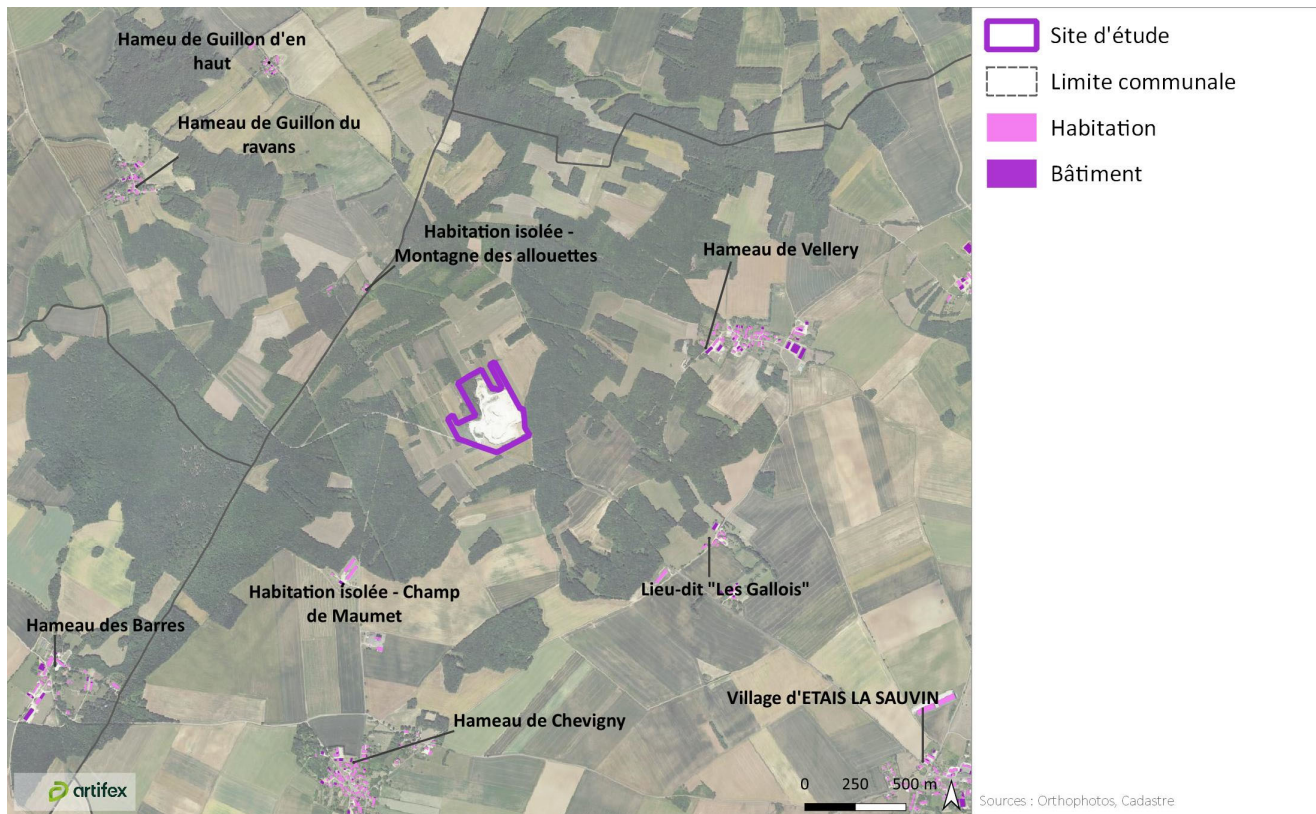 Hameu de Guillon d'en
haut
Hameau de Guillon du
ravans
Habitation isolée -
Montagne des allouettes
Hameau de Vellery
Habitation isolée - Champ
de Maumet
Lieu-dit "Les Gallois"
Hameau des Barres
Village d'ETAIS LA SAUVIN
Hameau de Chevigny
artifex
0 250 500 m
Site d'étude
Limite communale
Habitation
Bâtiment
Sources : Orthophotos, Cadastre